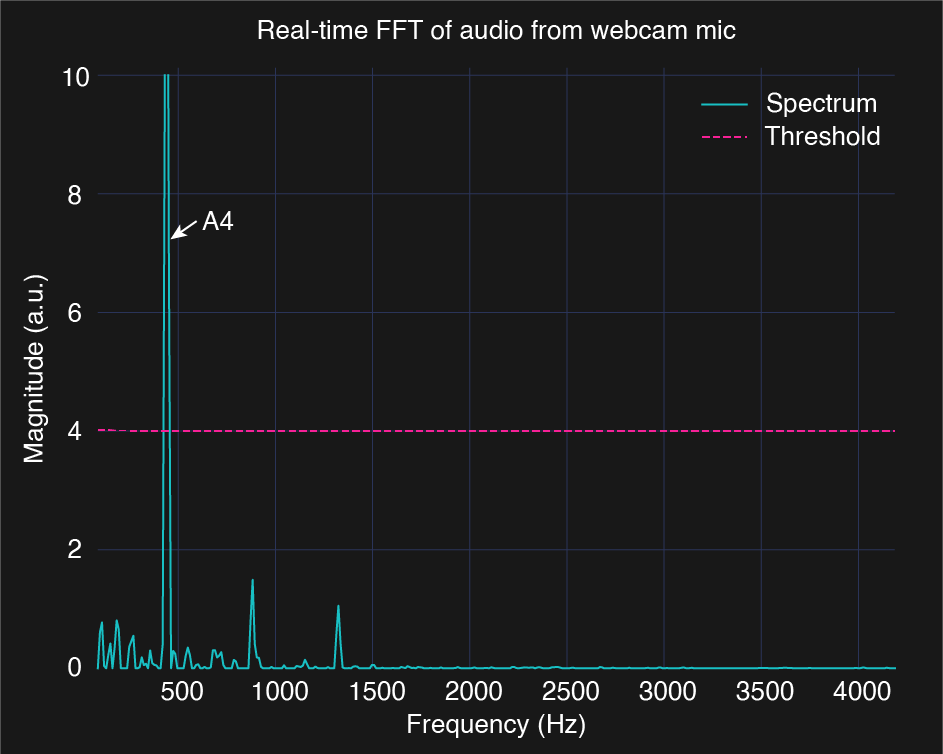 Real-time FFT of audio from webcam mic
10
Spectrum
Threshold
8
A4
6
Magnitude (a.u.)
4
2
0
500 1000 1500 2000 2500 3000 3500 4000
Frequency (Hz)